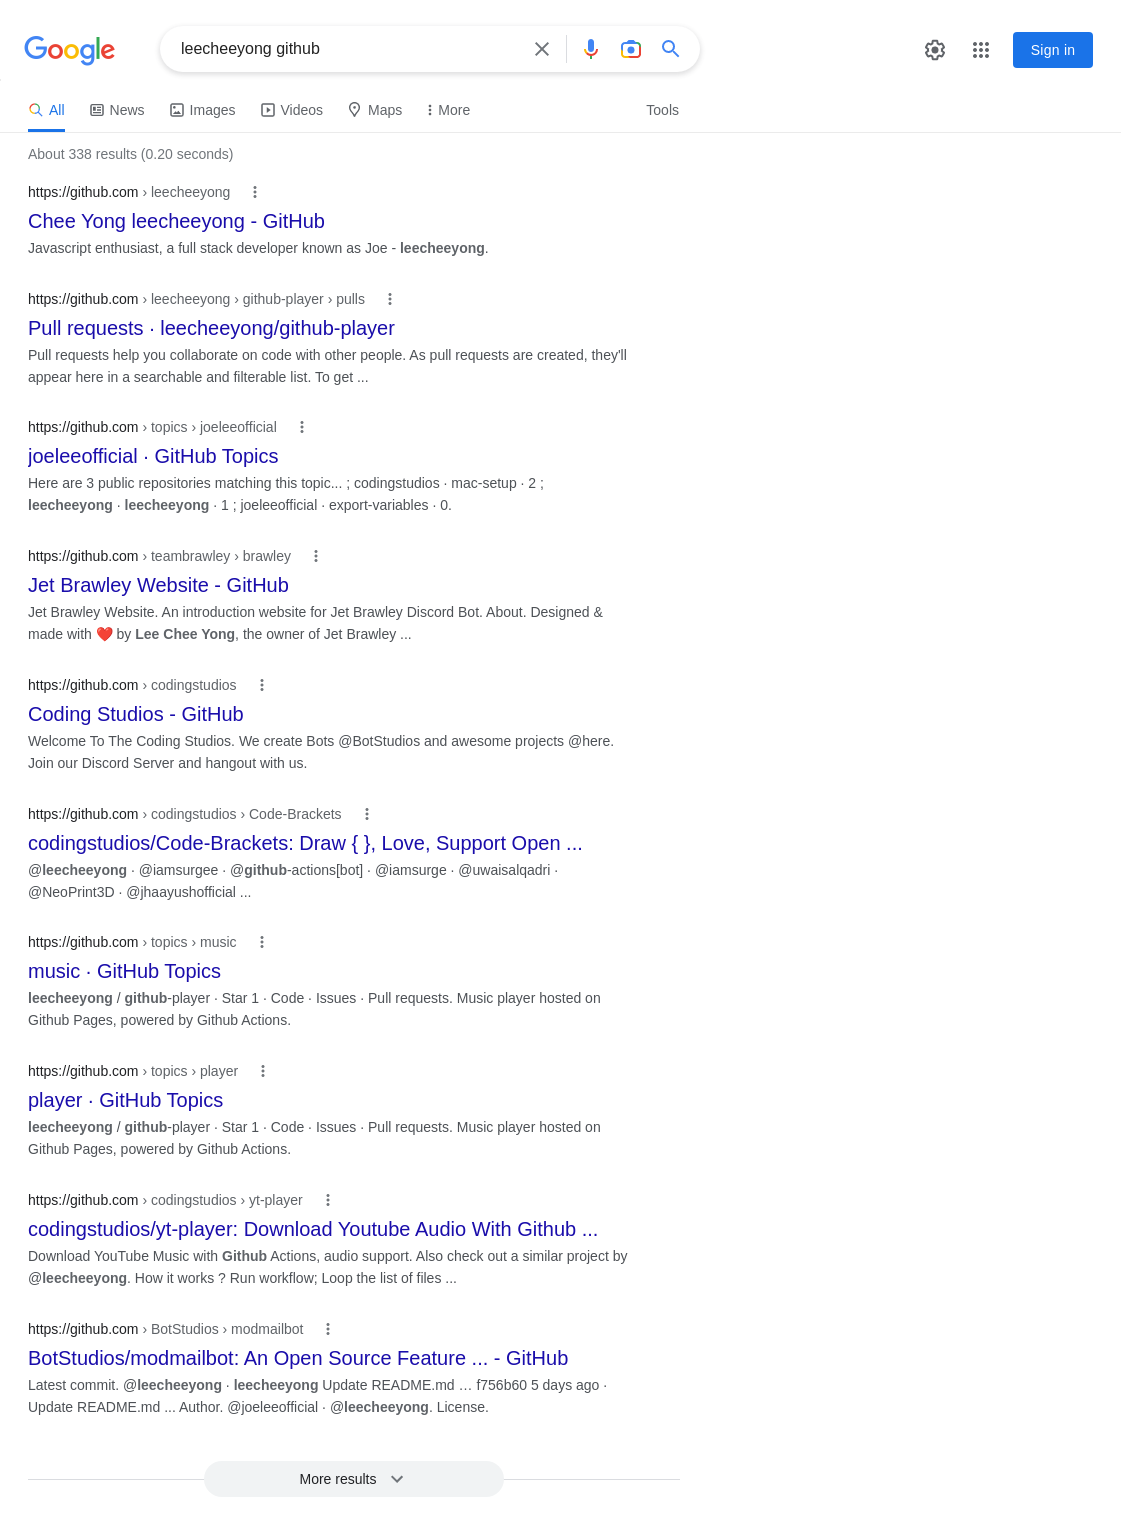 Google
leecheeyong github
Sign in
All
News
Images
Videos
Maps
More
Tools
About 338 results (0.20 seconds)
https://github.com › leecheeyong
Chee Yong leecheeyong - GitHub
Javascript enthusiast, a full stack developer known as Joe - leecheeyong.
https://github.com › leecheeyong › github-player › pulls
Pull requests · leecheeyong/github-player
Pull requests help you collaborate on code with other people. As pull requests are created, they'll
appear here in a searchable and filterable list. To get ...
https://github.com › topics › joeleeofficial
joeleeofficial · GitHub Topics
Here are 3 public repositories matching this topic... ; codingstudios · mac-setup · 2 ;
leecheeyong · leecheeyong · 1 ; joeleeofficial · export-variables · 0.
https://github.com › teambrawley › brawley
Jet Brawley Website - GitHub
Jet Brawley Website. An introduction website for Jet Brawley Discord Bot. About. Designed &
made with ❤️ by Lee Chee Yong, the owner of Jet Brawley ...
https://github.com › codingstudios
Coding Studios - GitHub
Welcome To The Coding Studios. We create Bots @BotStudios and awesome projects @here.
Join our Discord Server and hangout with us.
https://github.com › codingstudios › Code-Brackets
codingstudios/Code-Brackets: Draw { }, Love, Support Open ...
@leecheeyong · @iamsurgee · @github-actions[bot] · @iamsurge · @uwaisalqadri ·
@NeoPrint3D · @jhaayushofficial ...
https://github.com › topics › music
music · GitHub Topics
leecheeyong / github-player · Star 1 · Code · Issues · Pull requests. Music player hosted on
Github Pages, powered by Github Actions.
https://github.com › topics › player
player · GitHub Topics
leecheeyong / github-player · Star 1 · Code · Issues · Pull requests. Music player hosted on
Github Pages, powered by Github Actions.
https://github.com › codingstudios › yt-player
codingstudios/yt-player: Download Youtube Audio With Github ...
Download YouTube Music with Github Actions, audio support. Also check out a similar project by
@leecheeyong. How it works ? Run workflow; Loop the list of files ...
https://github.com › BotStudios › modmailbot
BotStudios/modmailbot: An Open Source Feature ... - GitHub
Latest commit. @leecheeyong · leecheeyong Update README.md … f756b60 5 days ago ·
Update README.md ... Author. @joeleeofficial · @leecheeyong. License.
More results